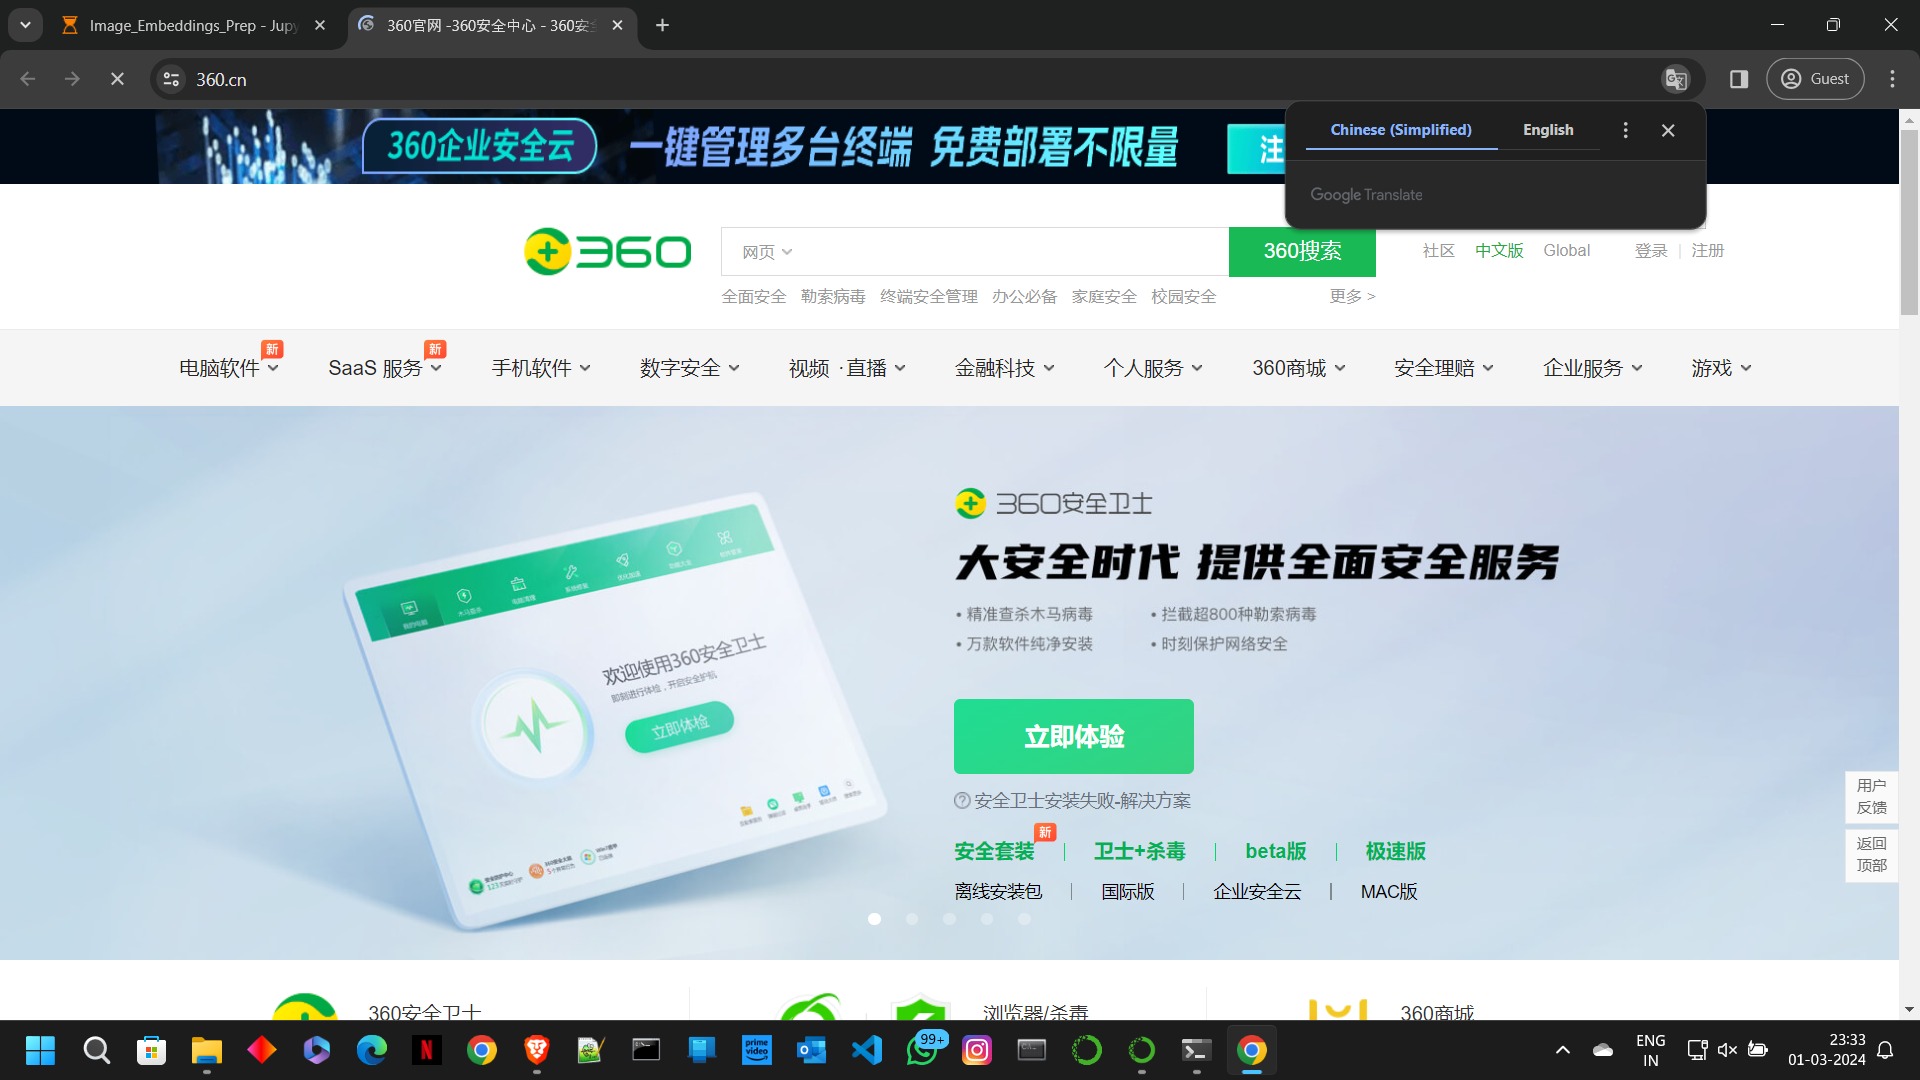 Image_Embeddings_Prep - Jupy
360官网 -360安全中心 - 360安
360.cn
Guest
360企业安全云
一键管理多台终端 免费部署不限量
注
Chinese (Simplified)
English
Google Translate
360
网页
360搜索
社区
中文版
Global
登录 | 注册
全面安全
勒索病毒
终端安全管理
办公必备
家庭安全
校园安全
更多 >
电脑软件 新
SaaS 服务 新
手机软件
数字安全
视频 ·直播
金融科技
个人服务
360商城
安全理赔
企业服务
游戏
360安全卫士
大安全时代 提供全面安全服务
• 精准查杀木马病毒
• 拦截超800种勒索病毒
• 万款软件纯净安装
• 时刻保护网络安全
欢迎使用360安全卫士
即刻进行体检，开启安全护航
立即体检
立即体验
安全卫士安装失败-解决方案
安全套装 新 | 卫士+杀毒 | beta版 | 极速版
离线安装包 | 国际版 | 企业安全云 | MAC版
用户
反馈
返回
顶部
360安全卫士
浏览器/杀毒
360商城
prime
video
99+
ENG
IN
23:33
01-03-2024